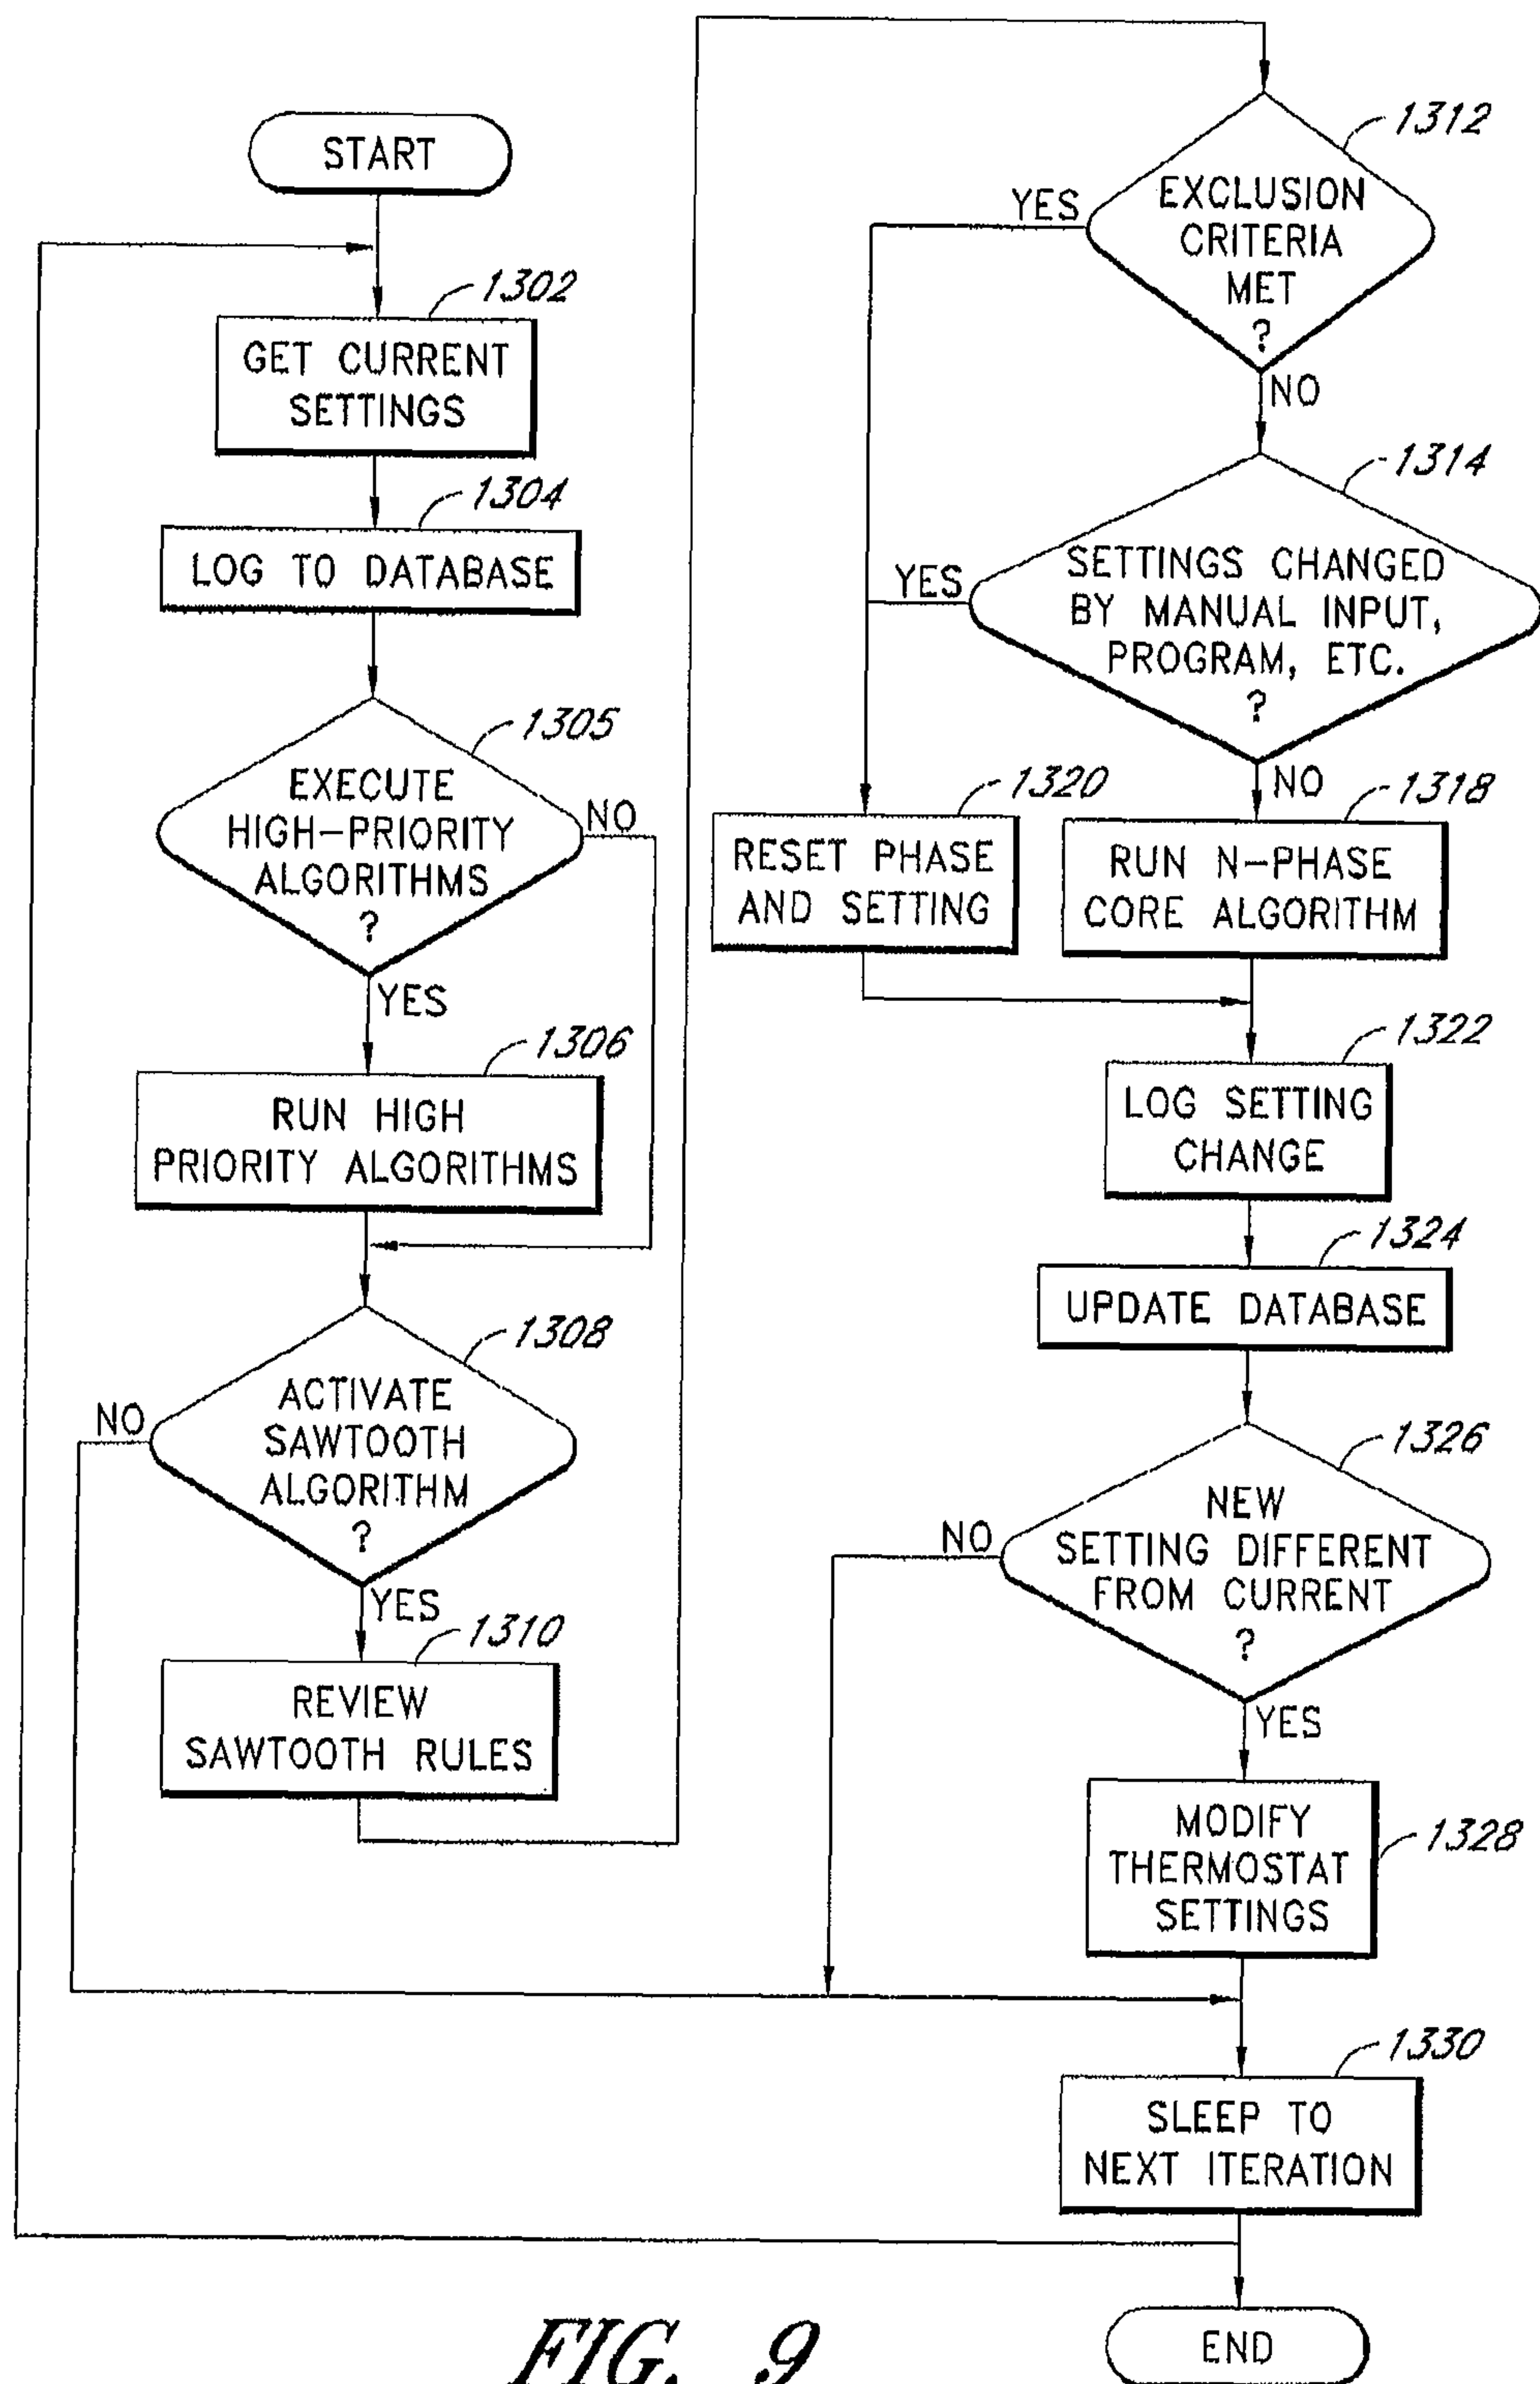 START
1302
GET CURRENT
SETTINGS
1304
LOG TO DATABASE
1305
EXECUTE
HIGH-PRIORITY
ALGORITHMS
?
NO
YES
1306
RUN HIGH
PRIORITY ALGORITHMS
1308
ACTIVATE
SAWTOOTH
ALGORITHM
?
NO
YES
1310
REVIEW
SAWTOOTH RULES
1312
EXCLUSION
CRITERIA
MET
?
YES
NO
1314
SETTINGS CHANGED
BY MANUAL INPUT,
PROGRAM, ETC.
?
YES
NO
1320
RESET PHASE
AND SETTING
1318
RUN N-PHASE
CORE ALGORITHM
1322
LOG SETTING
CHANGE
1324
UPDATE DATABASE
1326
NEW
SETTING DIFFERENT
FROM CURRENT
?
NO
YES
MODIFY
THERMOSTAT
SETTINGS
1328
1330
SLEEP TO
NEXT ITERATION
END
FIG. 9